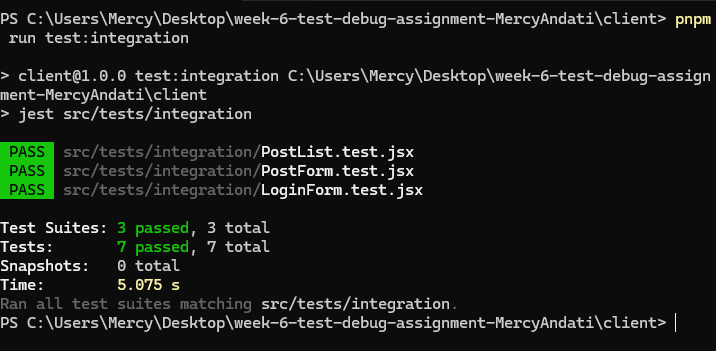 PS C:\Users\Mercy\Desktop\week-6-test-debug-assignment-MercyAndati\client> pnpm
 run test:integration
> client@1.0.0 test:integration C:\Users\Mercy\Desktop\week-6-test-debug-assign
ment-MercyAndati\client
> jest src/tests/integration
PASS src/tests/integration/PostList.test.jsx
PASS src/tests/integration/PostForm.test.jsx
PASS src/tests/integration/LoginForm.test.jsx
Test Suites: 3 passed, 3 total
Tests:       7 passed, 7 total
Snapshots:   0 total
Time:        5.075 s
Ran all test suites matching src/tests/integration.
PS C:\Users\Mercy\Desktop\week-6-test-debug-assignment-MercyAndati\client>